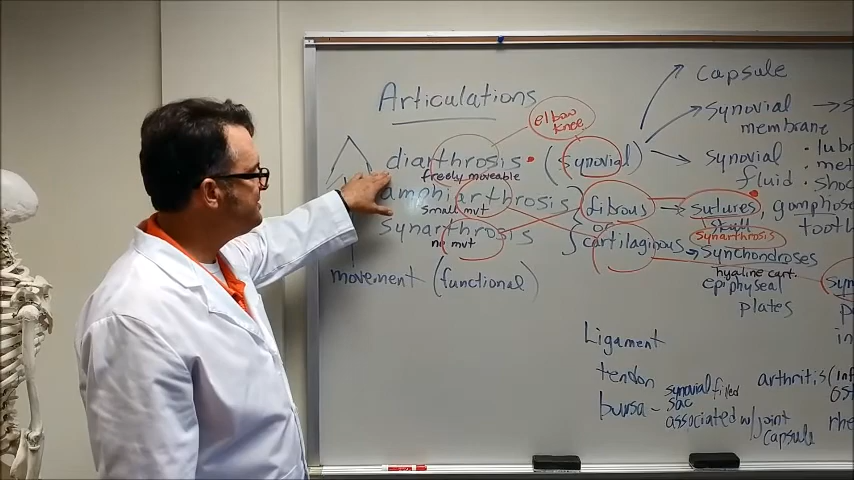 Articulations
elbow
knee
capsule
synovial
membrane
diarthrosis
(synovial)
freely moveable
synovial
fluid
lubr
met
shoc
amphiarthrosis
small mvt
fibrous
or
cartilaginous
sutures, gomphose
skull
tooth
synarthrosis
no mvt
synarthrosis
synchondroses
hyaline cart.
epiphyseal
plates
movement (functional)
Ligament
tendon
bursa - synovial filled
sac
associated w/ joint
capsule
arthritis
rhe